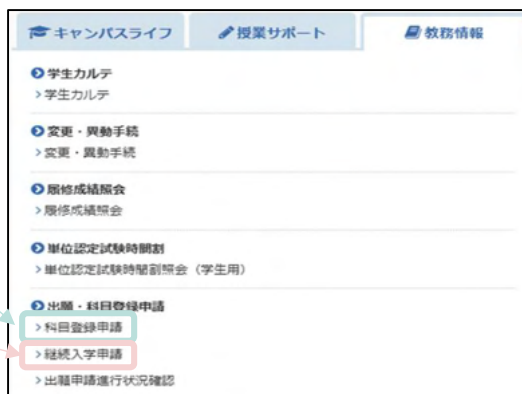 キャンパスライフ 授業サポート 教務情報
学生カルテ
>学生カルテ
変更・異動手続
>変更・異動手続
履修成績照会
>履修成績照会
単位認定試験時間割
>単位認定試験時間割照会（学生用）
出願・科目登録申請
>科目登録申請
>継続入学申請
>出願申請進行状況確認